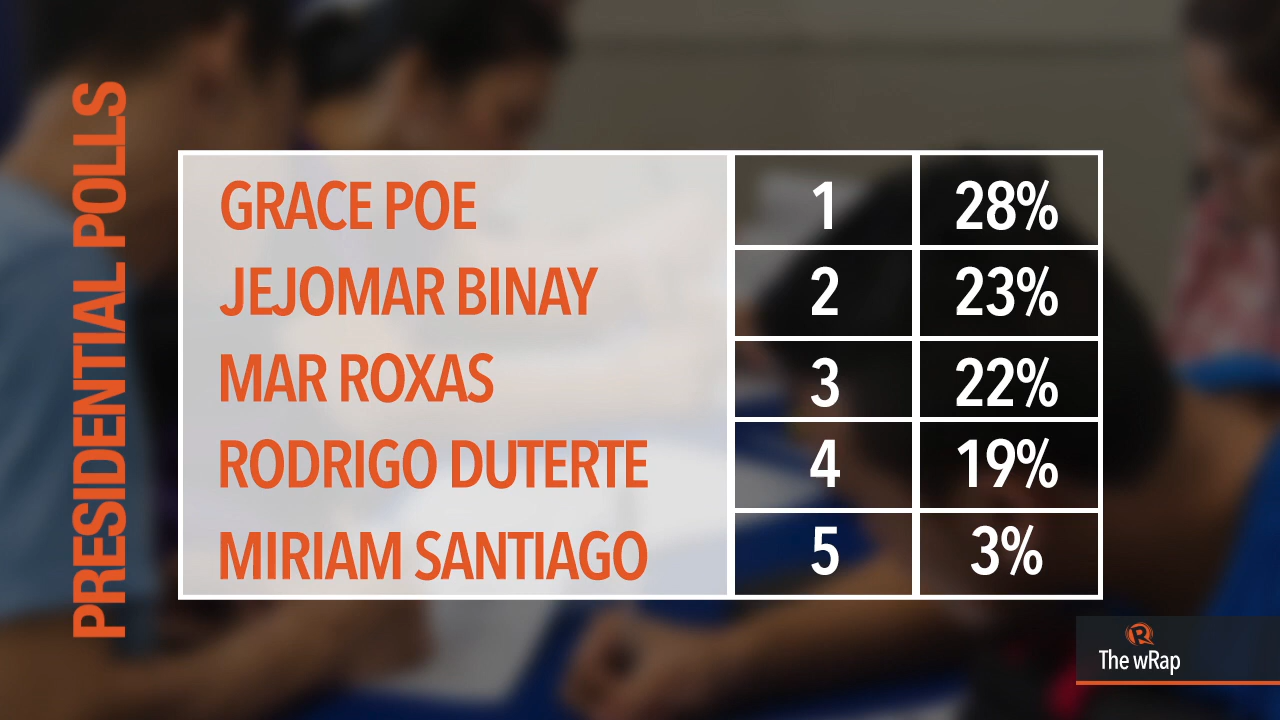 PRESIDENTIAL POLLS
GRACE POE 1 28%
JEJOMAR BINAY 2 23%
MAR ROXAS 3 22%
RODRIGO DUTERTE 4 19%
MIRIAM SANTIAGO 5 3%
R
The wRap